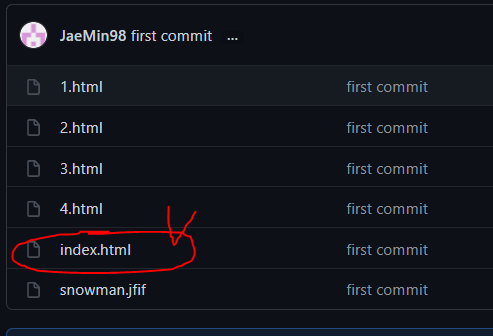 JaeMin98 first commit ...
1.html first commit
2.html first commit
3.html first commit
4.html first commit
index.html first commit
snowman.jfif first commit